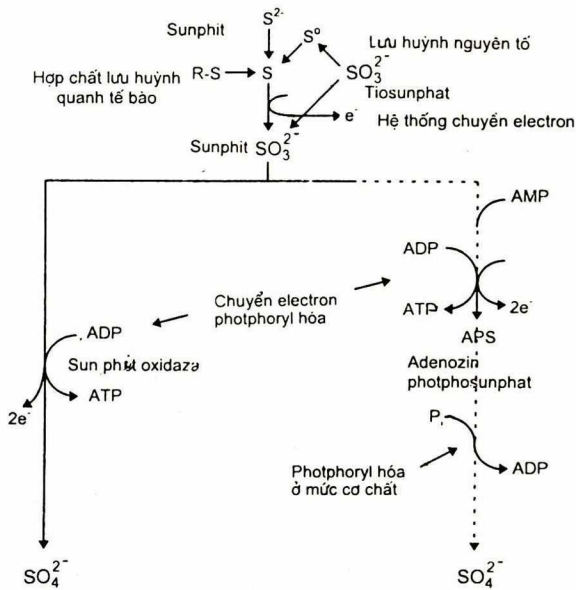 S²⁻
Sunphit
S⁰
Lưu huỳnh nguyên tố
Hợp chất lưu huỳnh
quanh tế bào
R-S
S
SO₃²⁻
Tiosunphat
e⁻
Hệ thống chuyển electron
Sunphit SO₃²⁻
AMP
ADP
ATP
2e⁻
APS
Chuyển electron
photphoryl hóa
ADP
Sun phít oxidaza
ATP
2e⁻
Adenozin
photphosunphat
Pᵢ
ADP
Photphoryl hóa
ở mức cơ chất
SO₄²⁻
SO₄²⁻